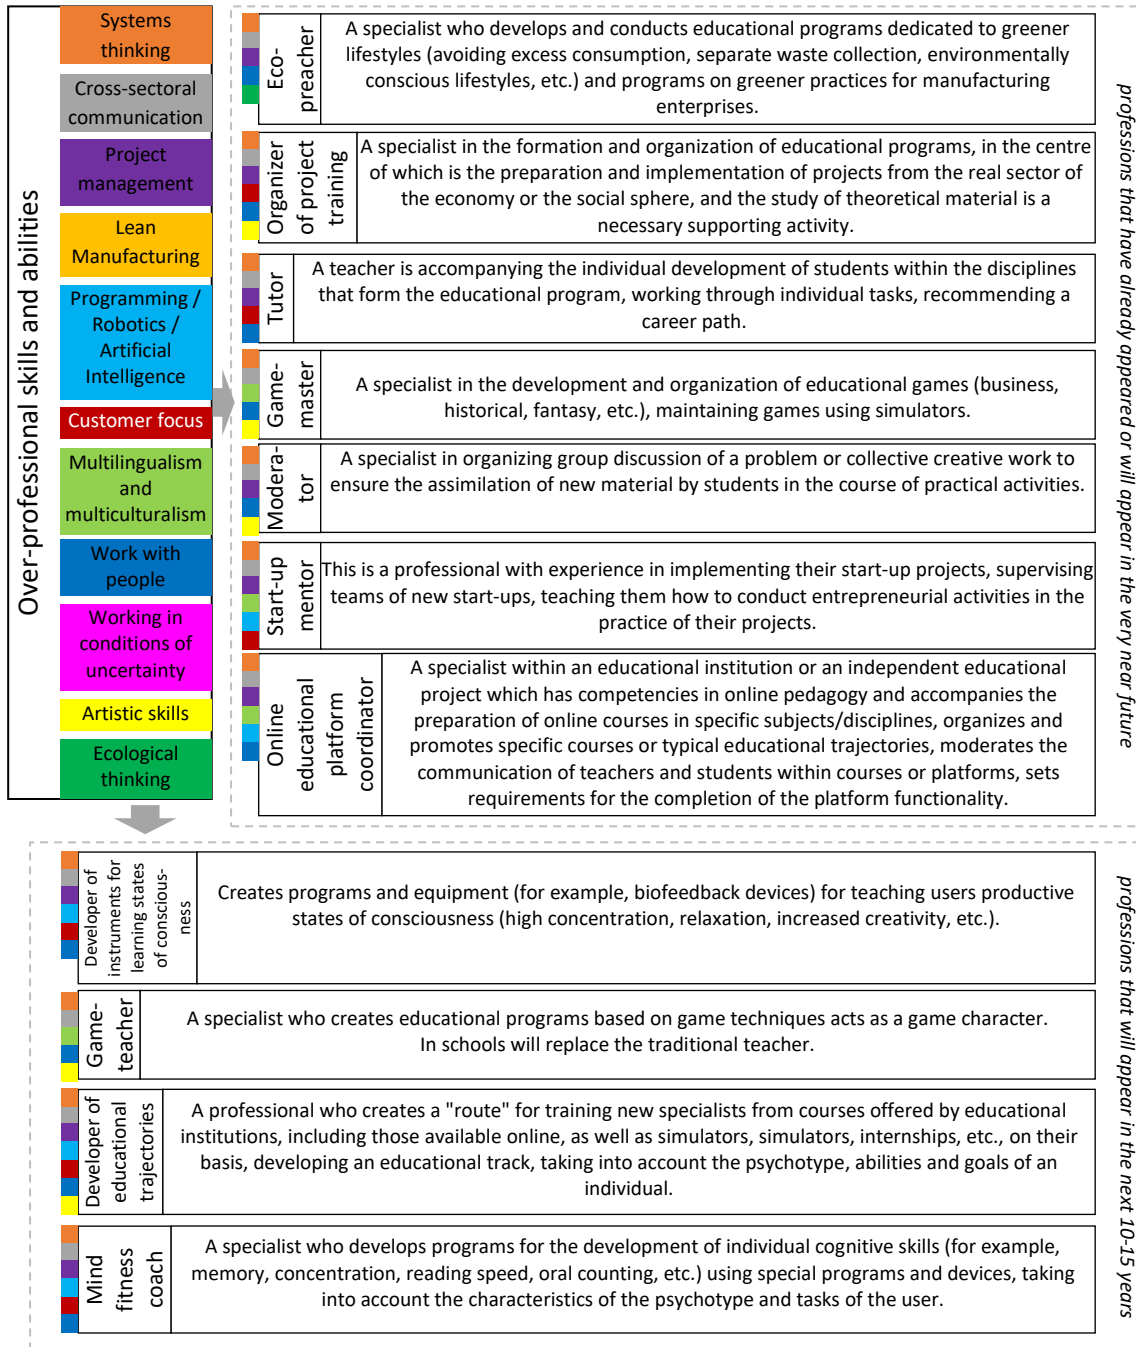 Over-professional skills and abilities
Systems
thinking
Cross-sectoral
communication
Project
management
Lean
Manufacturing
Programming /
Robotics /
Artificial
Intelligence
Customer focus
Multilingualism
and
multiculturalism
Work with
people
Working in
conditions of
uncertainty
Artistic skills
Ecological
thinking
professions that have already appeared or will appear in the very near future
Eco-
preacher
A specialist who develops and conducts educational programs dedicated to greener
lifestyles (avoiding excess consumption, separate waste collection, environmentally
conscious lifestyles, etc.) and programs on greener practices for manufacturing
enterprises.
Organizer
of project
training
A specialist in the formation and organization of educational programs, in the centre
of which is the preparation and implementation of projects from the real sector of
the economy or the social sphere, and the study of theoretical material is a
necessary supporting activity.
Tutor
A teacher is accompanying the individual development of students within the disciplines
that form the educational program, working through individual tasks, recommending a
career path.
Game-
master
A specialist in the development and organization of educational games (business,
historical, fantasy, etc.), maintaining games using simulators.
Modera-
tor
A specialist in organizing group discussion of a problem or collective creative work to
ensure the assimilation of new material by students in the course of practical activities.
Start-up
mentor
This is a professional with experience in implementing their start-up projects, supervising
teams of new start-ups, teaching them how to conduct entrepreneurial activities in the
practice of their projects.
Online
educational
platform
coordinator
A specialist within an educational institution or an independent educational
project which has competencies in online pedagogy and accompanies the
preparation of online courses in specific subjects/disciplines, organizes and
promotes specific courses or typical educational trajectories, moderates the
communication of teachers and students within courses or platforms, sets
requirements for the completion of the platform functionality.
professions that will appear in the next 10-15 years
Developer of
instruments for
learning states
of conscious-
ness
Creates programs and equipment (for example, biofeedback devices) for teaching users productive
states of consciousness (high concentration, relaxation, increased creativity, etc.).
Game-
teacher
A specialist who creates educational programs based on game techniques acts as a game character.
In schools will replace the traditional teacher.
Developer of
educational
trajectories
A professional who creates a "route" for training new specialists from courses offered by educational
institutions, including those available online, as well as simulators, simulators, internships, etc., on their
basis, developing an educational track, taking into account the psychotype, abilities and goals of an
individual.
Mind
fitness
coach
A specialist who develops programs for the development of individual cognitive skills (for example,
memory, concentration, reading speed, oral counting, etc.) using special programs and devices, taking
into account the characteristics of the psychotype and tasks of the user.